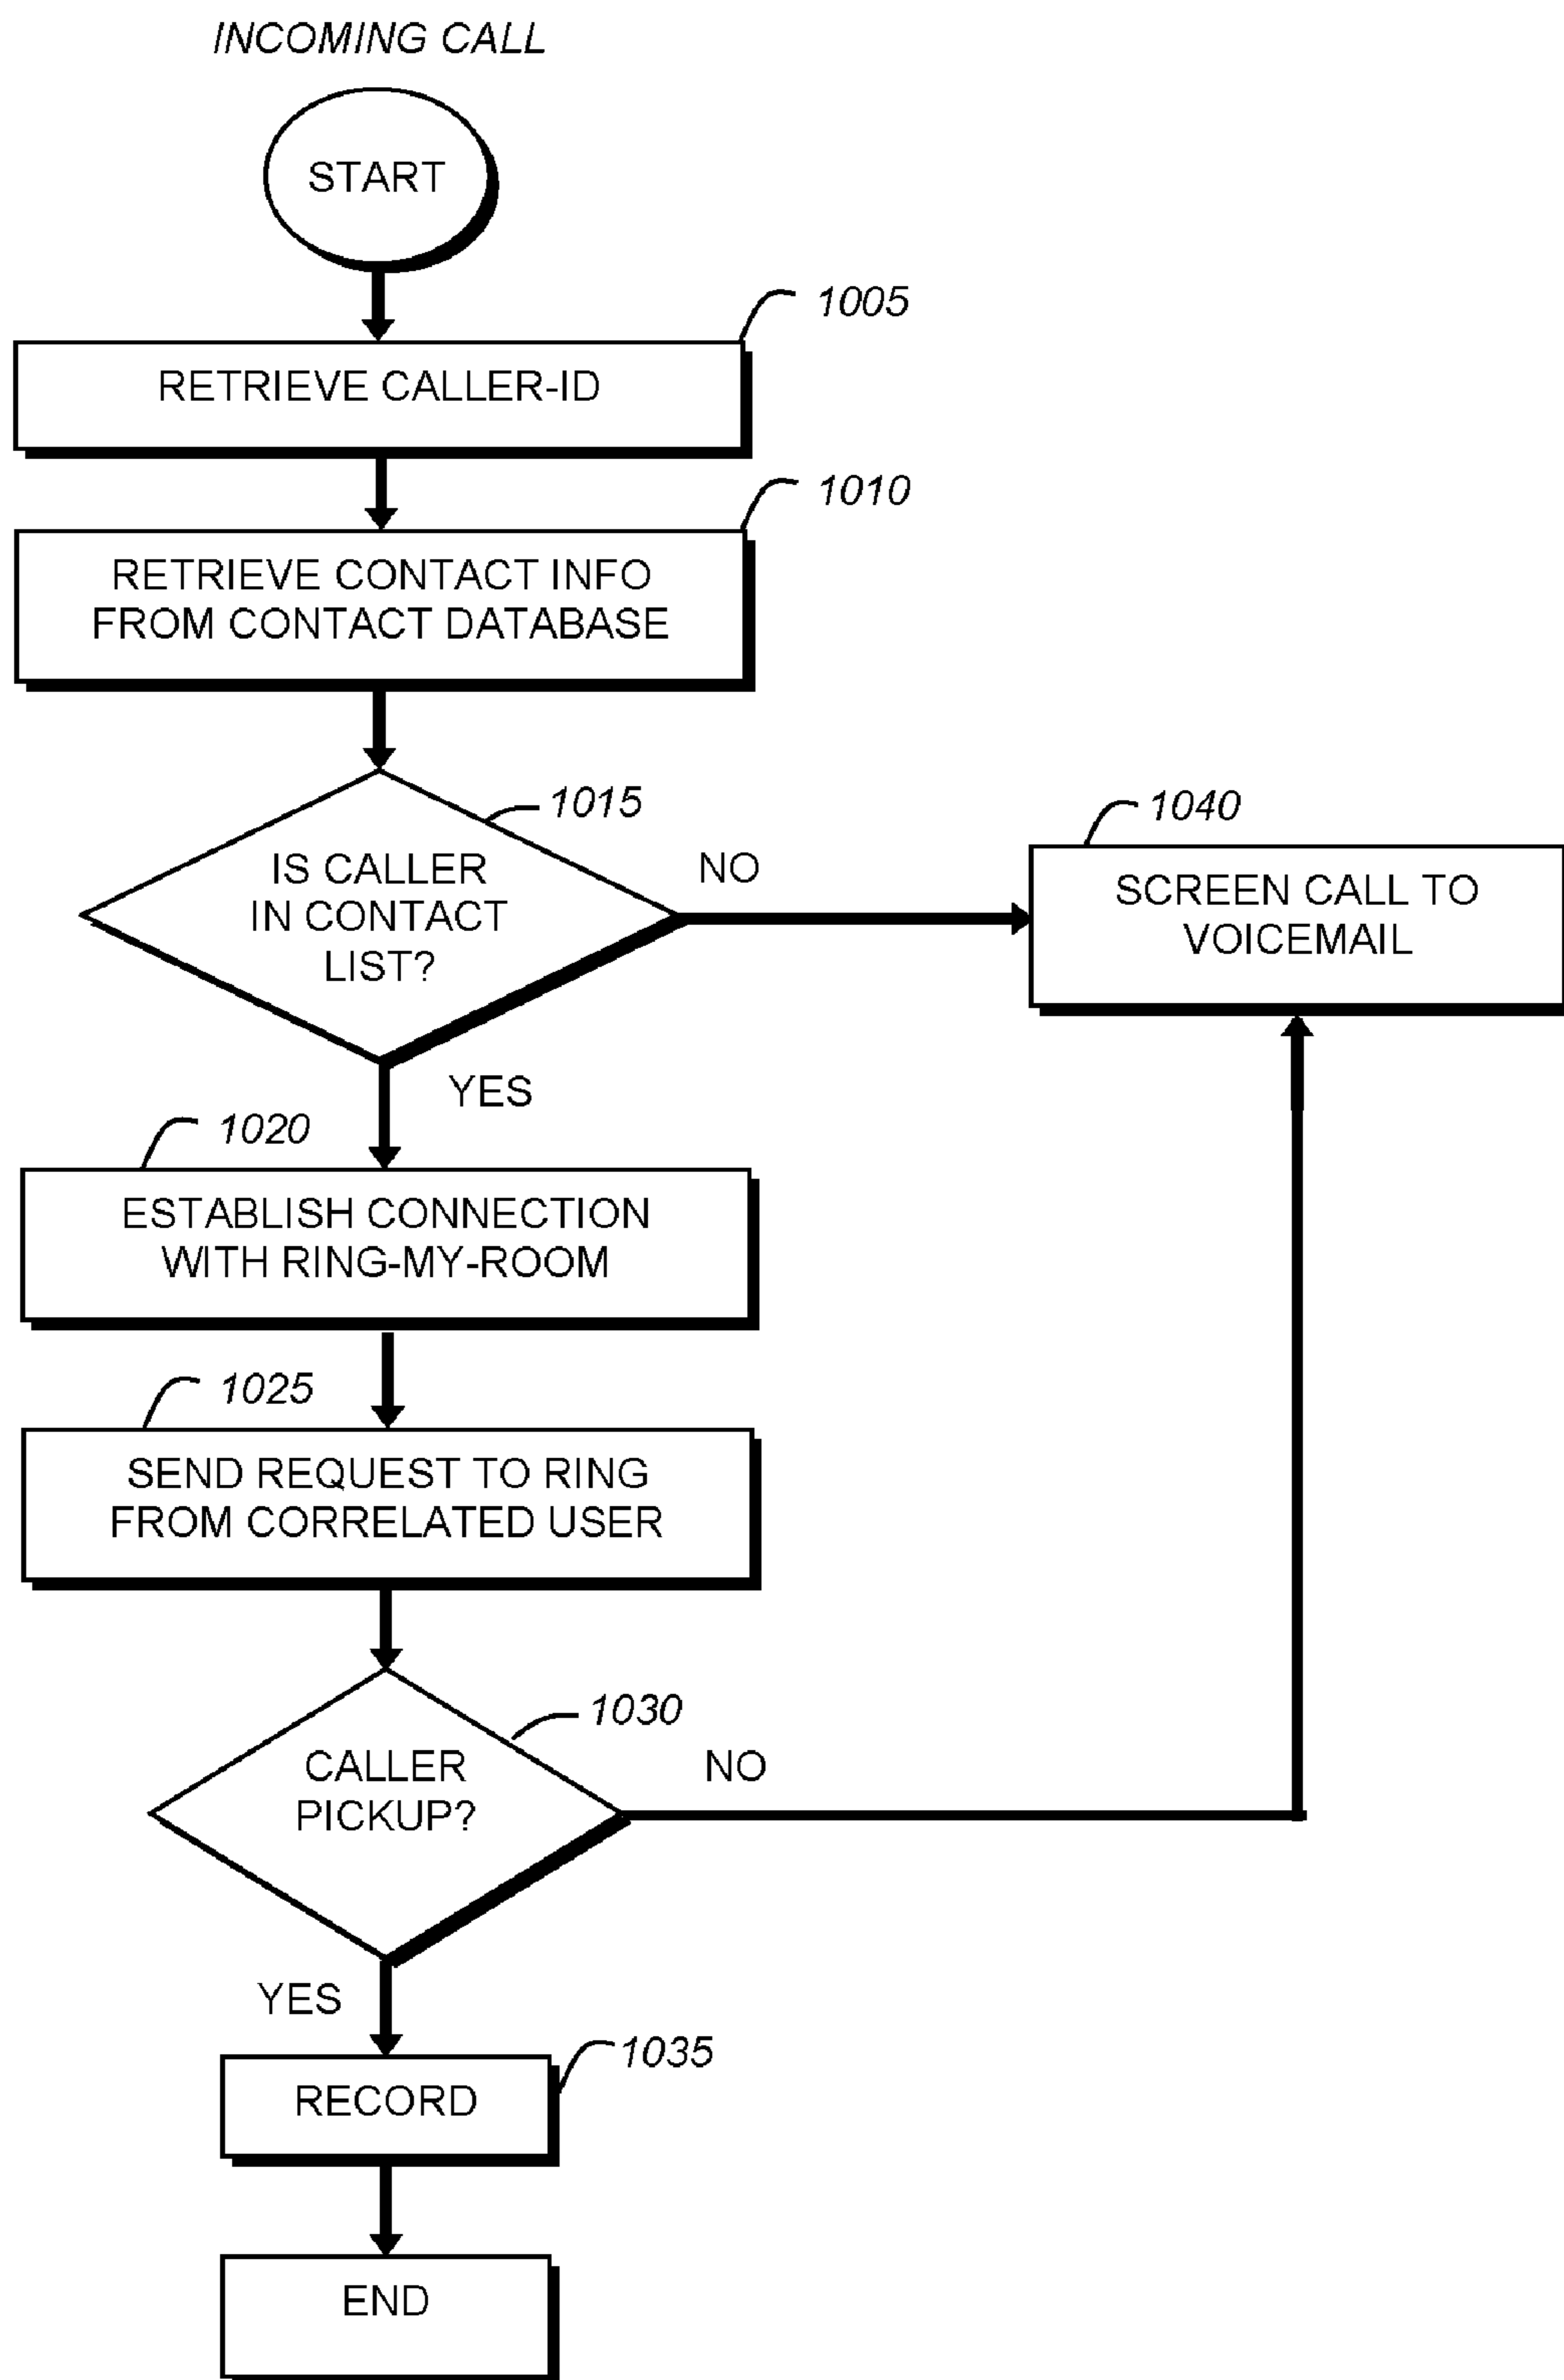 INCOMING CALL
START
1005
RETRIEVE CALLER-ID
1010
RETRIEVE CONTACT INFO
FROM CONTACT DATABASE
1015
IS CALLER
IN CONTACT
LIST?
NO
1040
SCREEN CALL TO
VOICEMAIL
YES
1020
ESTABLISH CONNECTION
WITH RING-MY-ROOM
1025
SEND REQUEST TO RING
FROM CORRELATED USER
1030
CALLER
PICKUP?
NO
YES
1035
RECORD
END